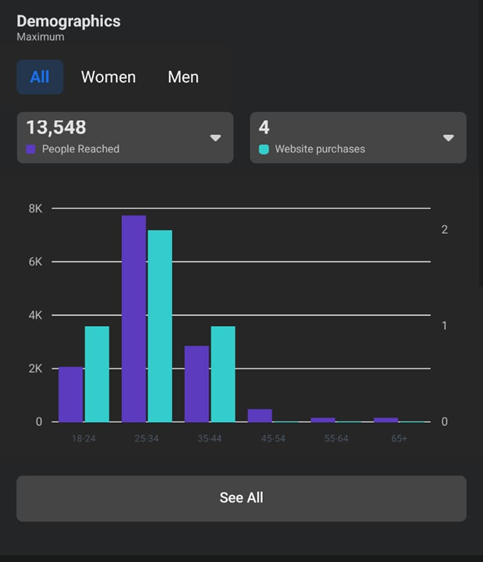 Demographics
Maximum
All Women Men
13,548 4
People Reached Website purchases
8K
2
6K
4K
1
2K
0 0
18-24 25-34 35-44 45-54 55-64 65+
See All